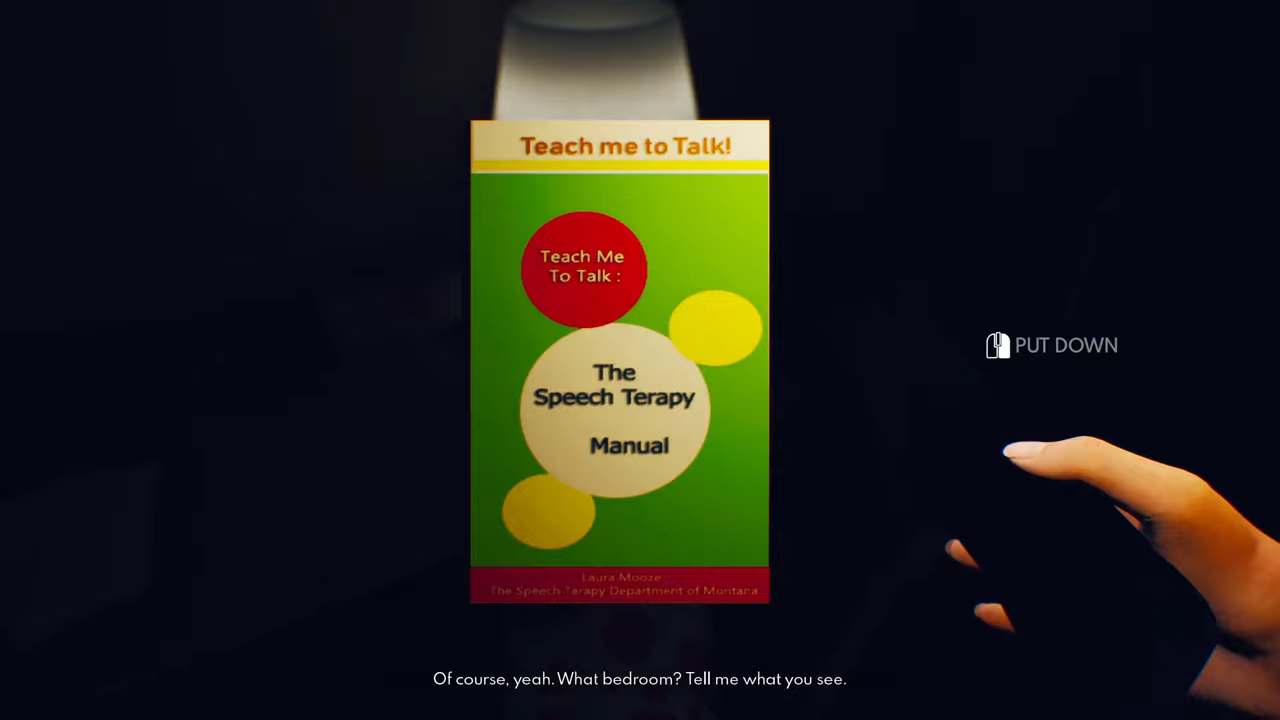 Teach me to Talk!
Teach Me
To Talk :
The
Speech Terapy
Manual
Laura Mooze
The Speech Terapy Department of Montana
PUT DOWN
Of course, yeah. What bedroom? Tell me what you see.